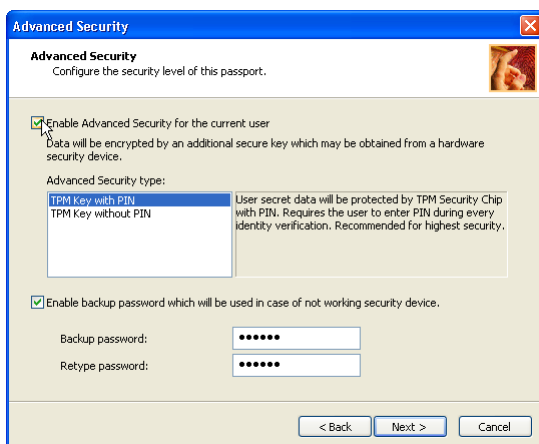 Advanced Security
Advanced Security
Configure the security level of this passport.
Enable Advanced Security for the current user
Data will be encrypted by an additional secure key which may be obtained from a hardware
security device.
Advanced Security type:
TPM Key with PIN
TPM Key without PIN
User secret data will be protected by TPM Security Chip
with PIN. Requires the user to enter PIN during every
identity verification. Recommended for highest security.
Enable backup password which will be used in case of not working security device.
Backup password:
••••••
Retype password:
••••••
< Back
Next >
Cancel